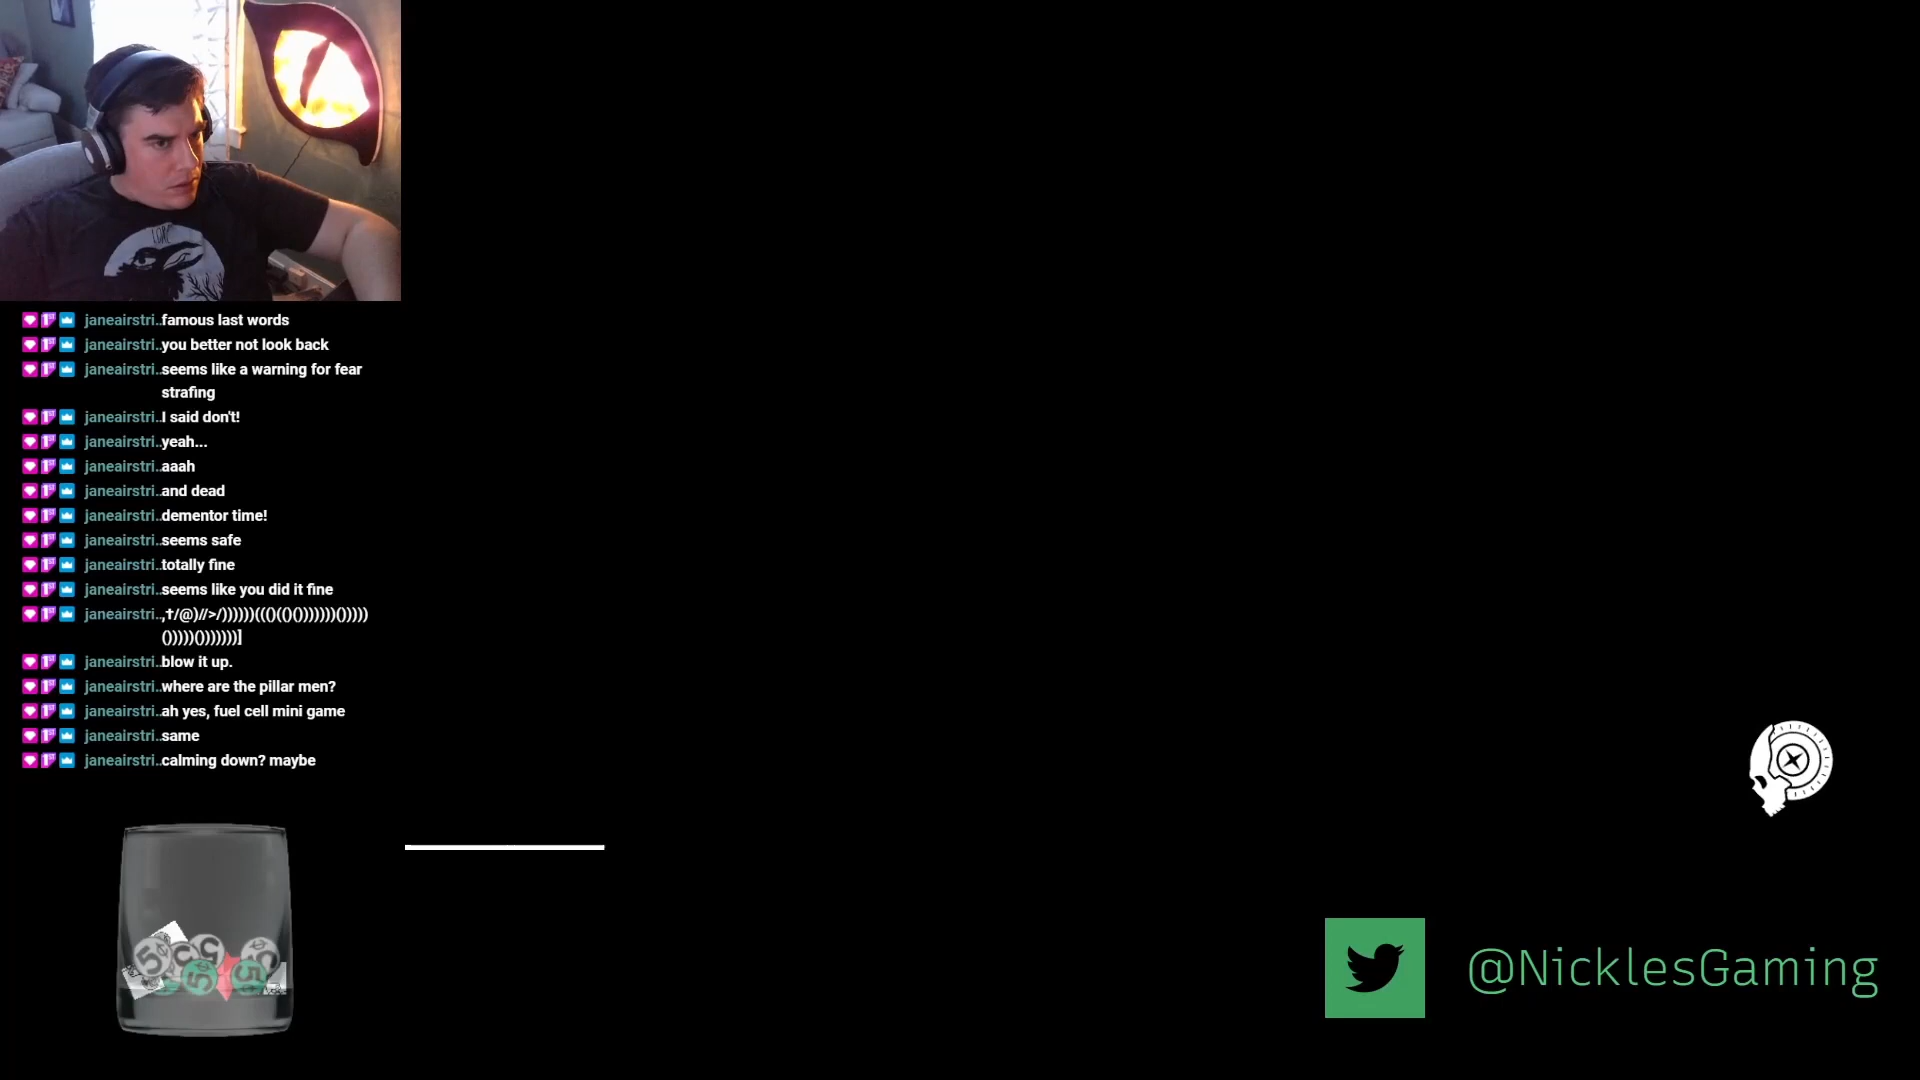 LORE
janeairstri..famous last words
janeairstri..you better not look back
janeairstri..seems like a warning for fear
strafing
janeairstri..I said don't!
janeairstri..yeah...
janeairstri..aaah
janeairstri..and dead
janeairstri..dementor time!
janeairstri..seems safe
janeairstri..totally fine
janeairstri..seems like you did it fine
janeairstri..,✝/@)//>/))))))((()(()()))))))()))))
()))))()))))))]
janeairstri..blow it up.
janeairstri..where are the pillar men?
janeairstri..ah yes, fuel cell mini game
janeairstri..same
janeairstri..calming down? maybe
5¢
@NicklesGaming